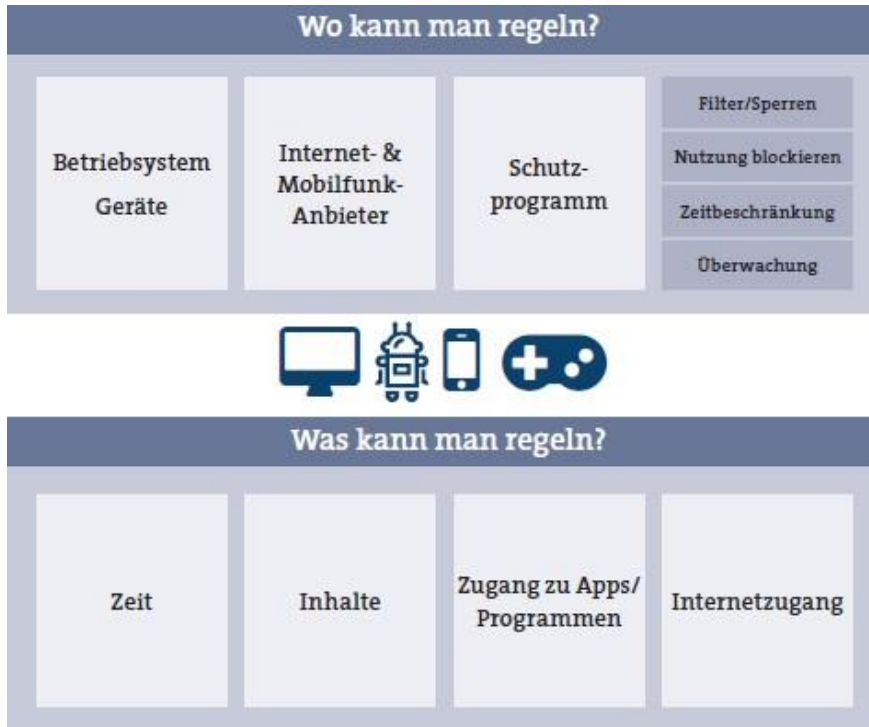 Wo kann man regeln?
Betriebsystem
Geräte
Internet- &
Mobilfunk-
Anbieter
Schutz-
programm
Filter/Sperren
Nutzung blockieren
Zeitbeschränkung
Überwachung
Was kann man regeln?
Zeit
Inhalte
Zugang zu Apps/
Programmen
Internetzugang